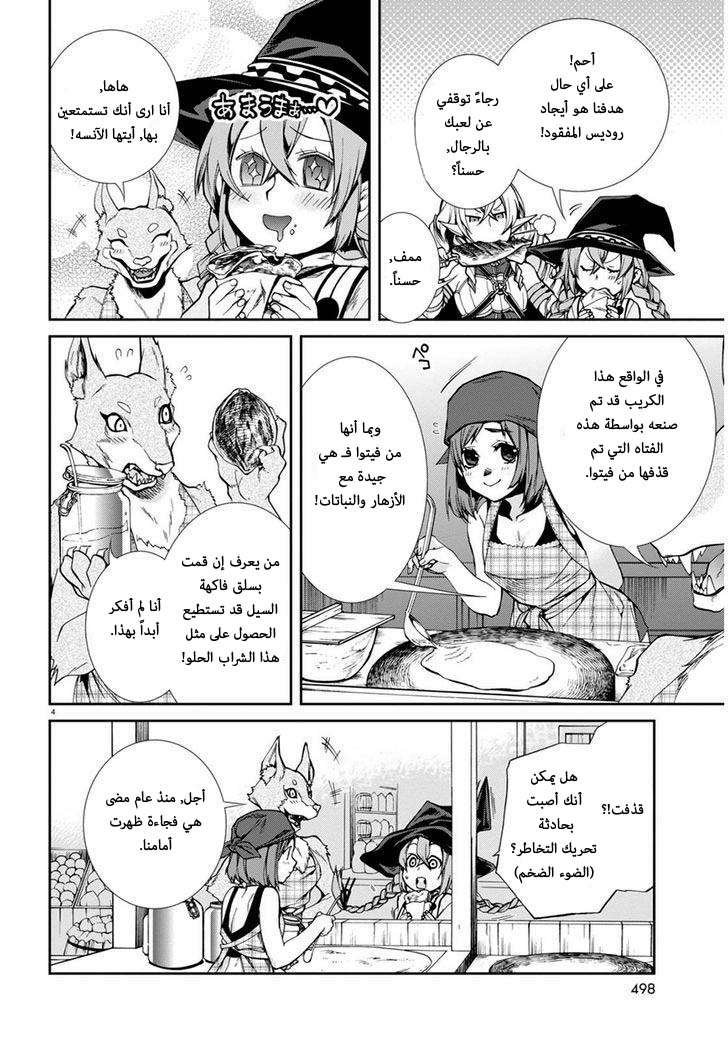 أحم!
على أي حال
هدفنا هو أيجاد
روديس المفقود!
رجاءً توقفي
عن لعبك
بالرجال,
حسناً؟
ممف,
حسناً.
هاها,
أنا ارى أنك تستمتعين
بها, أيتها الآنسه!
あまうまぁ…♡
في الواقع هذا
الكريب قد تم
صنعه بواسطة هذه
الفتاه التي تم
قذفها من فيتوا.
وبما أنها
من فيتوا فـ هي
جيدة مع
الأزهار والنباتات!
من يعرف إن قمت
بسلق فاكهة
السيل قد تستطيع
الحصول على مثل
هذا الشراب الحلو!
أنا لم أفكر
أبداً بهذا.
4
قذفت!؟
هل يمكن
أنك أصبت
بحادثة
تحريك التخاطر؟
(الضوء الضخم)
أجل, منذ عام مضى
هي فجاءة ظهرت
أمامنا.
498